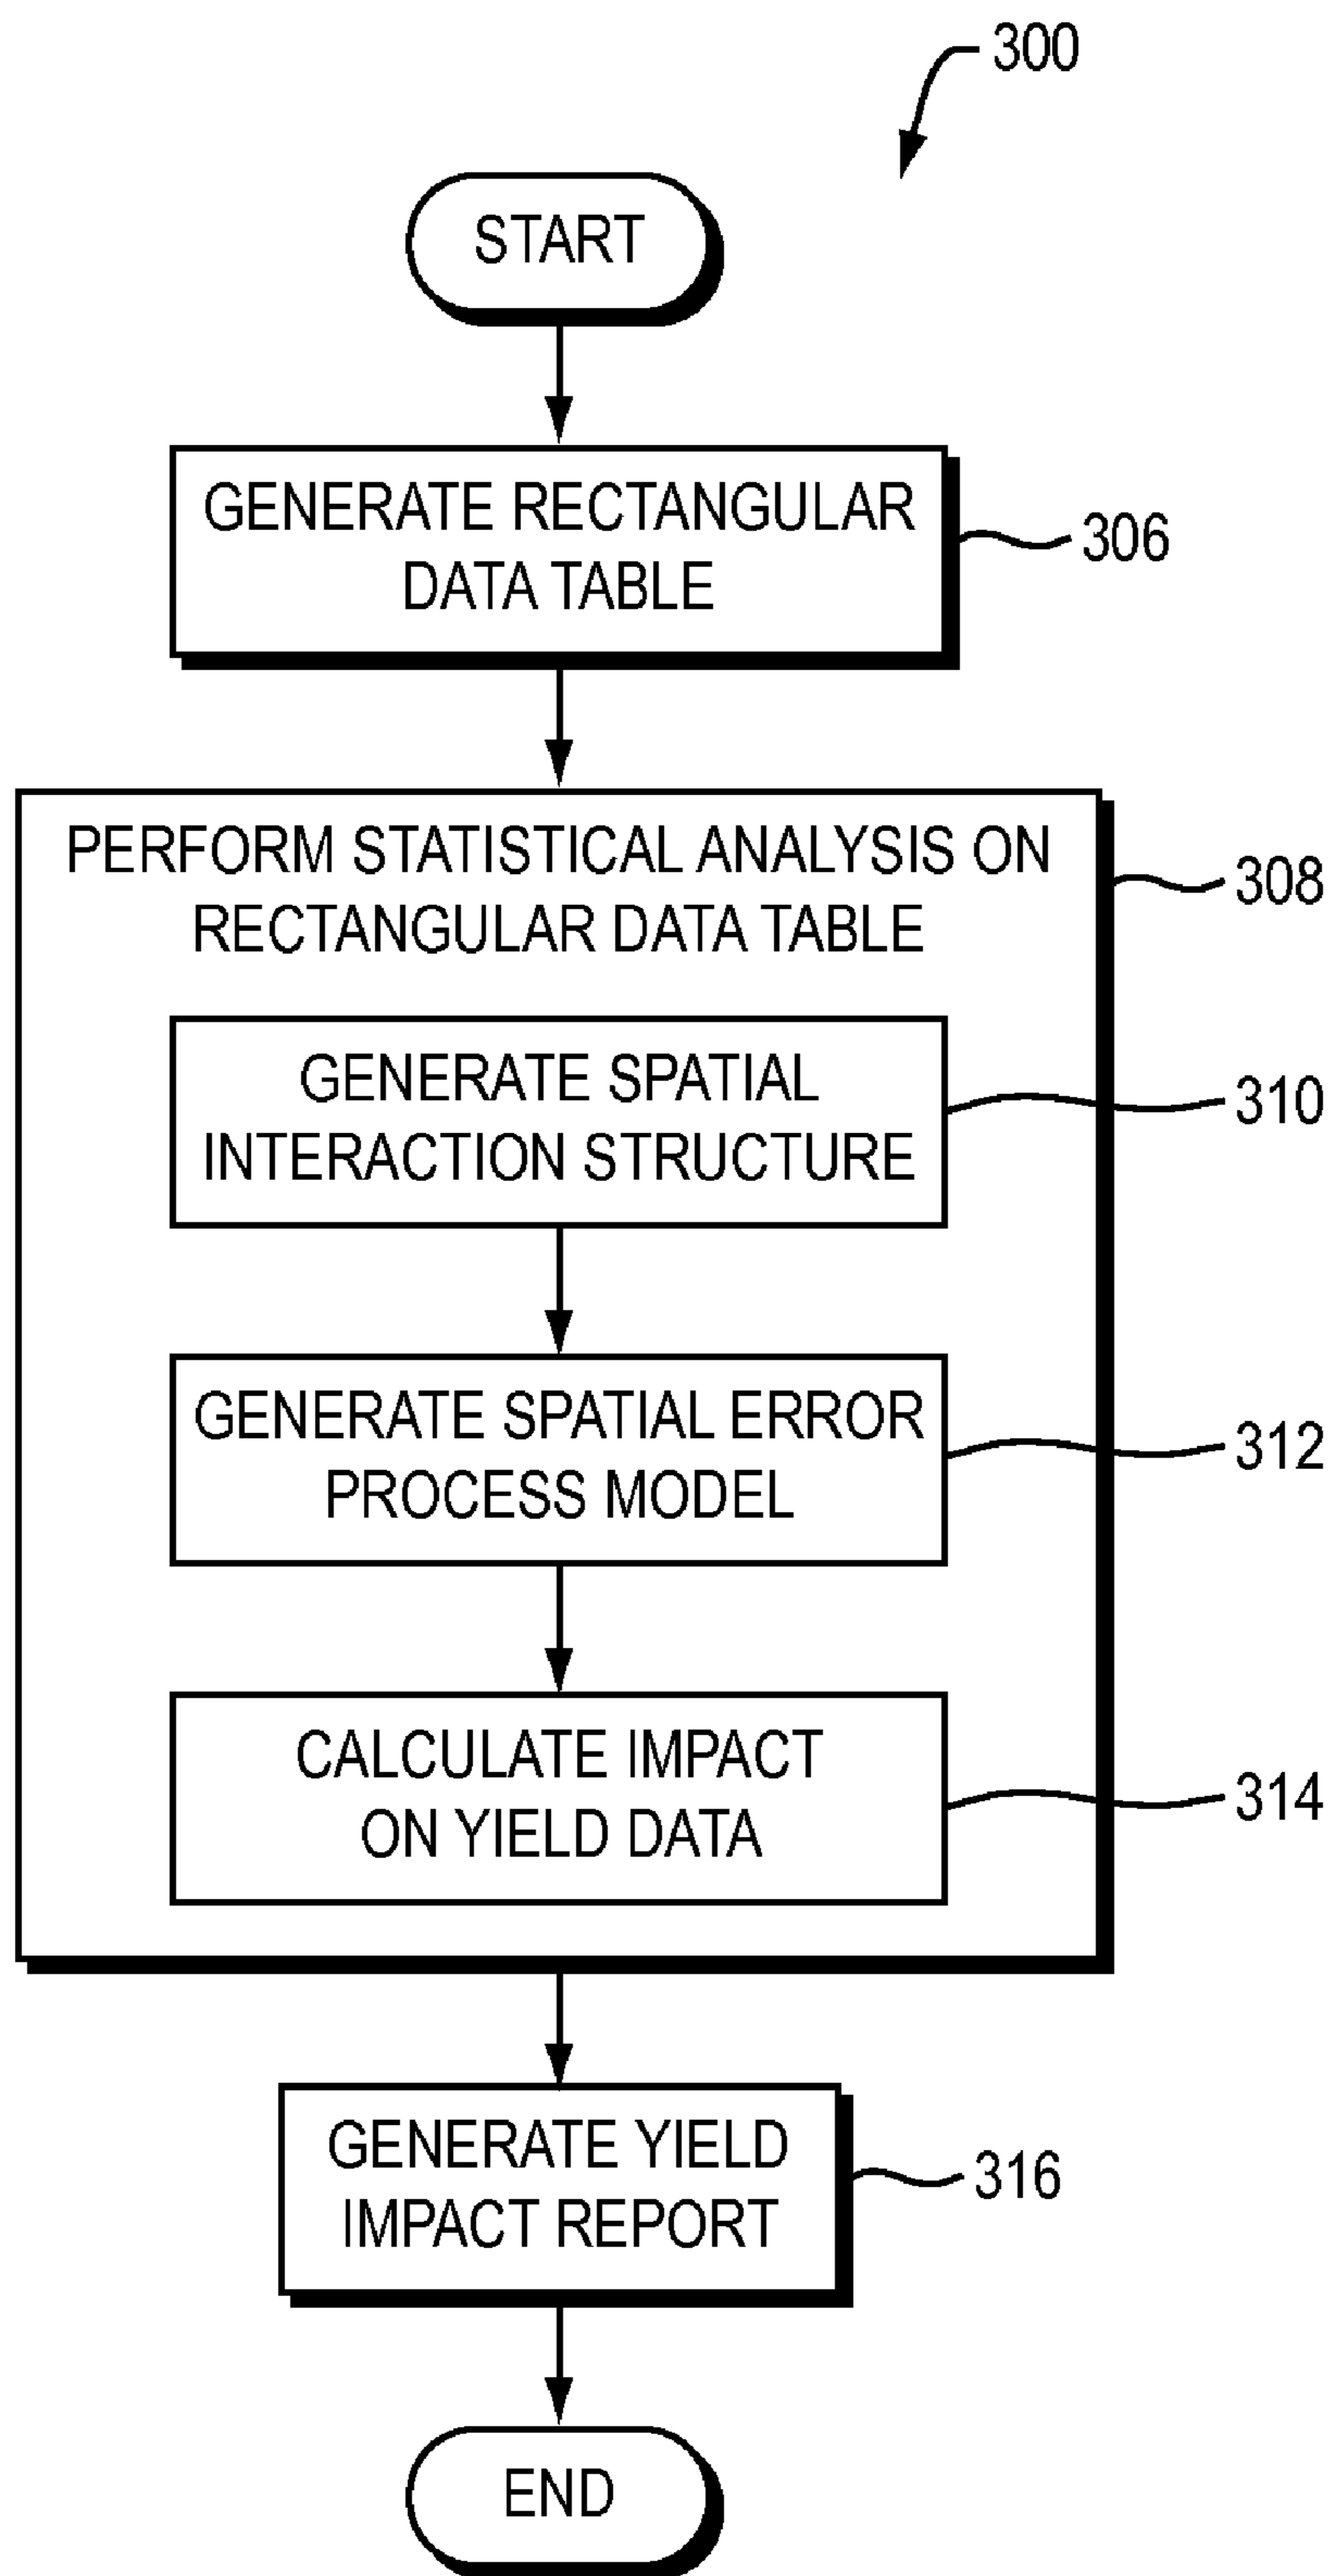 300
START
GENERATE RECTANGULAR
DATA TABLE
306
PERFORM STATISTICAL ANALYSIS ON
RECTANGULAR DATA TABLE
308
GENERATE SPATIAL
INTERACTION STRUCTURE
310
GENERATE SPATIAL ERROR
PROCESS MODEL
312
CALCULATE IMPACT
ON YIELD DATA
314
GENERATE YIELD
IMPACT REPORT
316
END